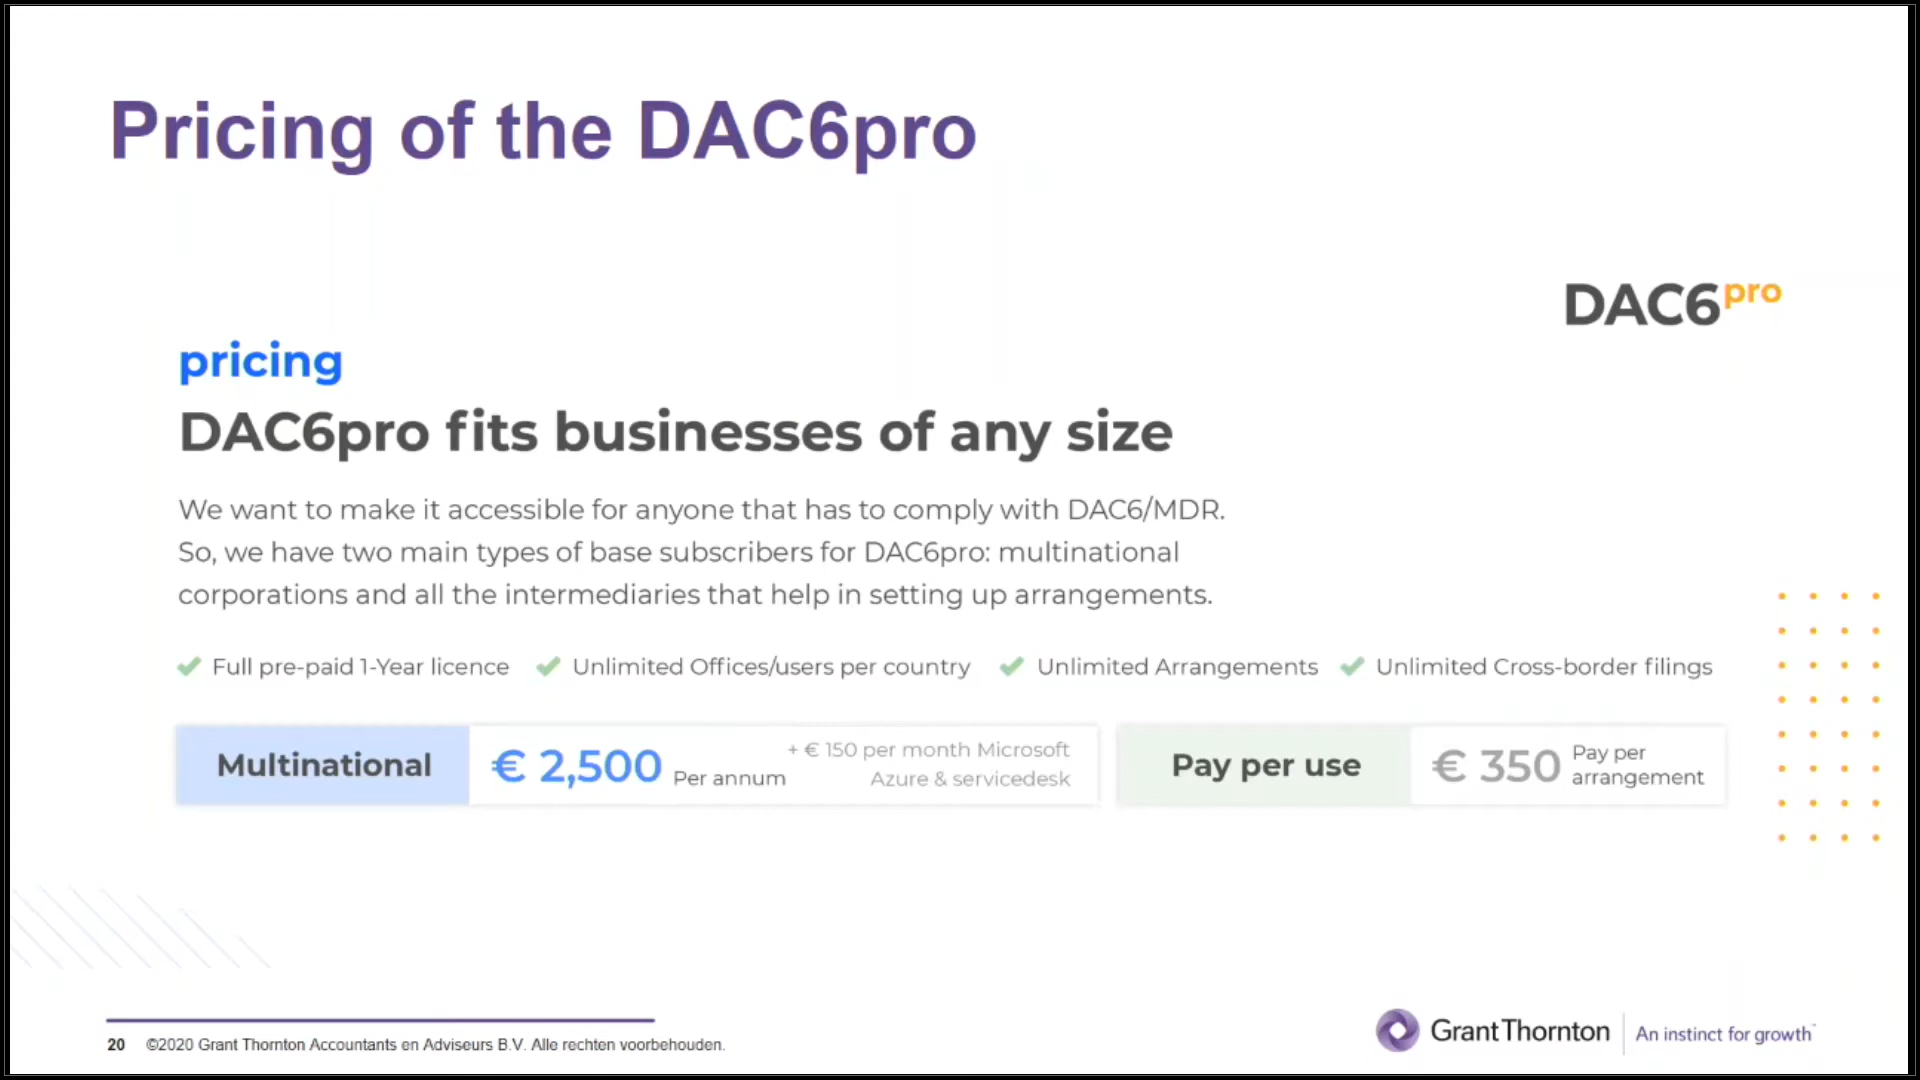 Pricing of the DAC6pro
DAC6pro
pricing
DAC6pro fits businesses of any size
We want to make it accessible for anyone that has to comply with DAC6/MDR.
So, we have two main types of base subscribers for DAC6pro: multinational
corporations and all the intermediaries that help in setting up arrangements.
Full pre-paid 1-Year licence
Unlimited Offices/users per country
Unlimited Arrangements
Unlimited Cross-border filings
Multinational
€ 2,500 Per annum
+ € 150 per month Microsoft
Azure & servicedesk
Pay per use
€ 350
Pay per
arrangement
20 ©2020 Grant Thornton Accountants en Adviseurs B.V. Alle rechten voorbehouden.
GrantThornton
An instinct for growth